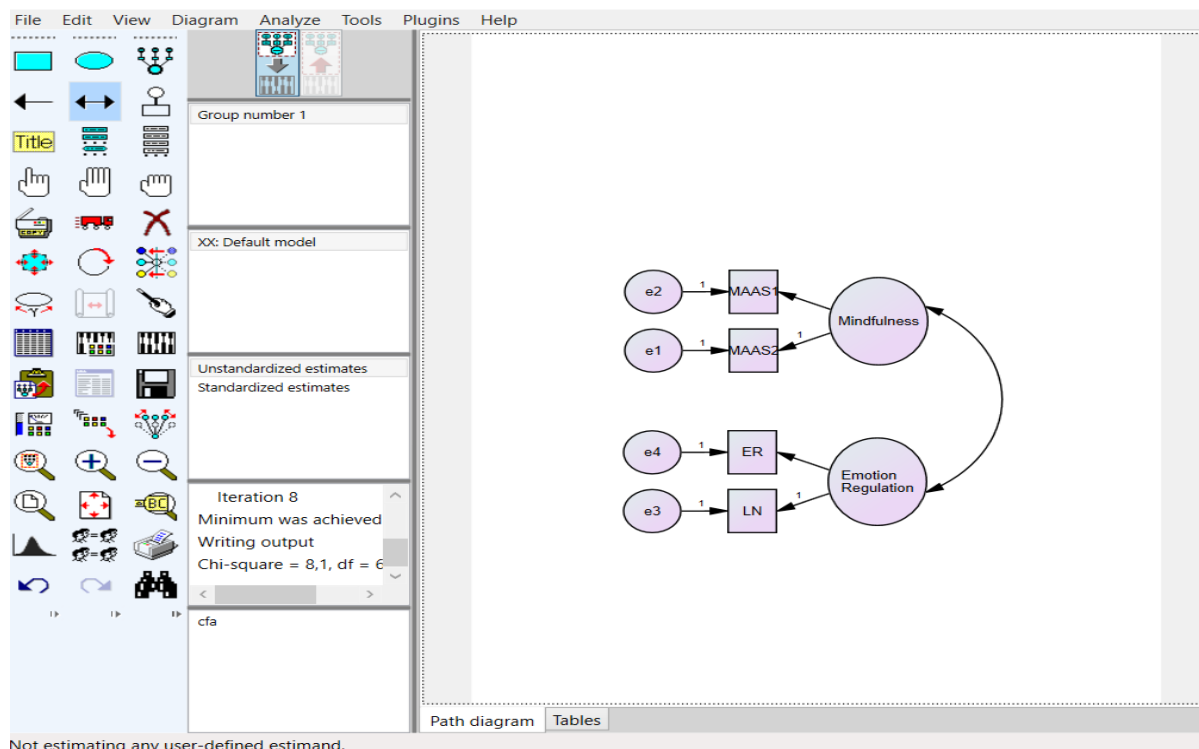 File Edit View Diagram Analyze Tools Plugins Help
Title
Group number 1
XX: Default model
Unstandardized estimates
Standardized estimates
Iteration 8
Minimum was achieved
Writing output
Chi-square = 8,1, df = 6
cfa
e2 1 MAAS1
Mindfulness
e1 1 MAAS2 1
e4 1 ER
Emotion
Regulation
e3 1 LN 1
Path diagram Tables
Not estimating any user-defined estimand.